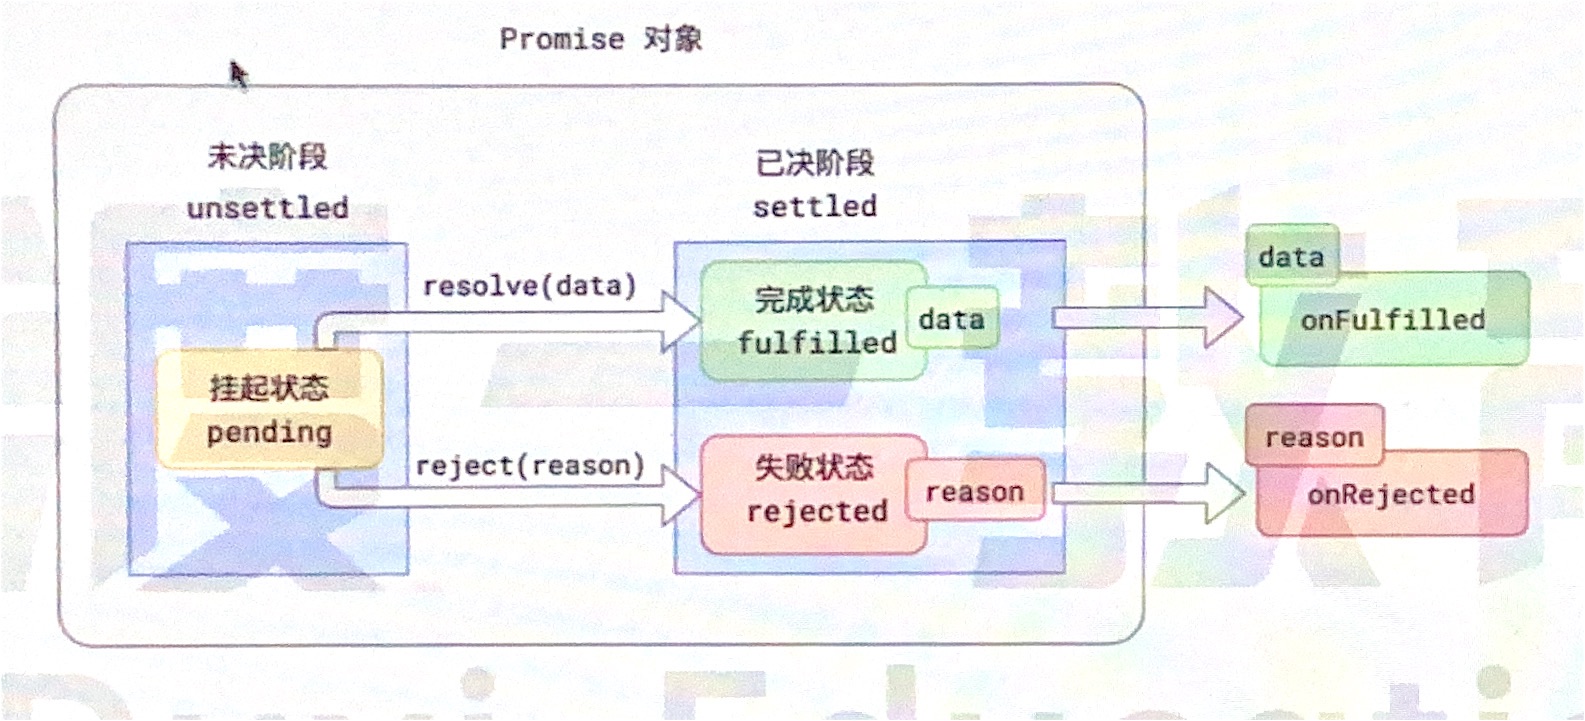 Promise 对象
未决阶段
unsettled
已决阶段
settled
resolve(data)
完成状态
fulfilled
data
data
onFulfilled
挂起状态
pending
reject(reason)
失败状态
rejected
reason
reason
onRejected